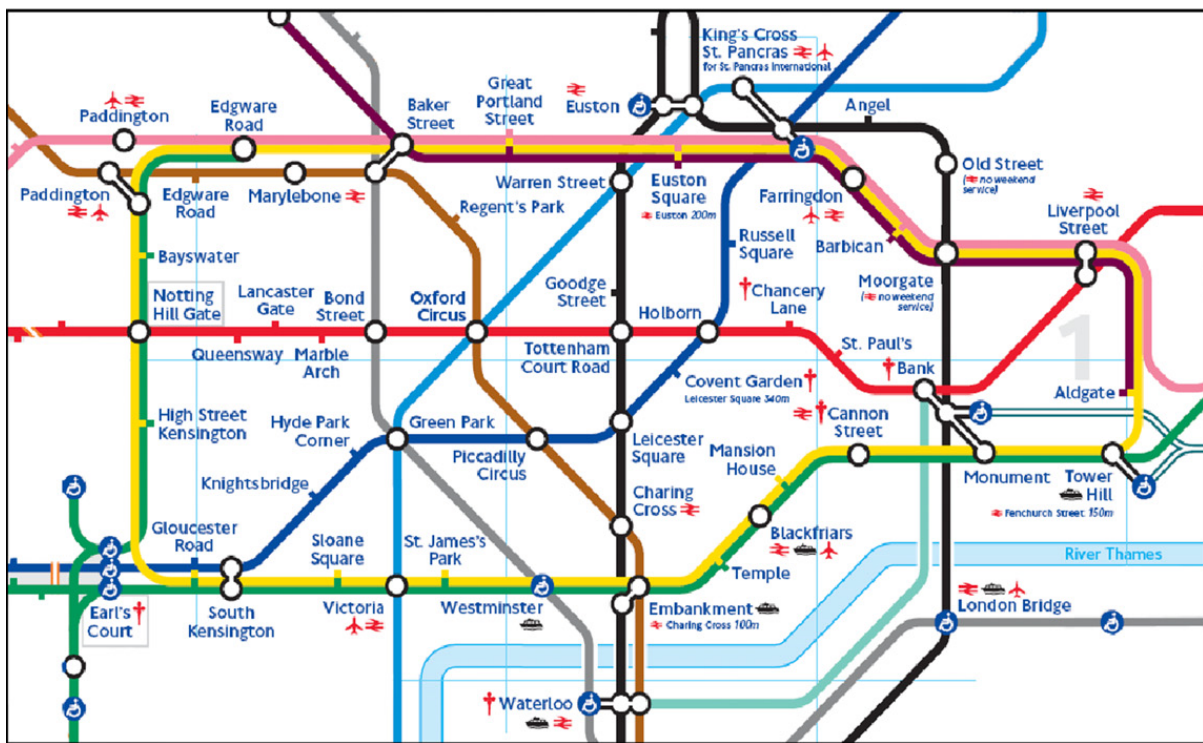 King's Cross
St. Pancras
for St. Pancras International
Paddington
Edgware
Road
Baker
Street
Great
Portland
Street
Euston
Angel
Paddington
Edgware
Road
Marylebone
Regent's Park
Warren Street
Euston
Square
Euston 200m
Farringdon
Barbican
Old Street
( no weekend
service)
Liverpool
Street
Bayswater
Russell
Square
Goodge
Street
Moorgate
( no weekend
service)
Notting
Hill Gate
Lancaster
Gate
Bond
Street
Oxford
Circus
Holborn
Chancery
Lane
1
Queensway
Marble
Arch
Tottenham
Court Road
St. Paul's
Bank
Covent Garden
Leicester Square 340m
Aldgate
High Street
Kensington
Hyde Park
Corner
Green Park
Piccadilly
Circus
Leicester
Square
Cannon
Street
Mansion
House
Monument
Tower
Hill
Fenchurch Street 150m
Knightsbridge
Charing
Cross
Gloucester
Road
Sloane
Square
St. James's
Park
Blackfriars
Temple
River Thames
Earl's
Court
South
Kensington
Victoria
Westminster
Embankment
Charing Cross 100m
London Bridge
Waterloo